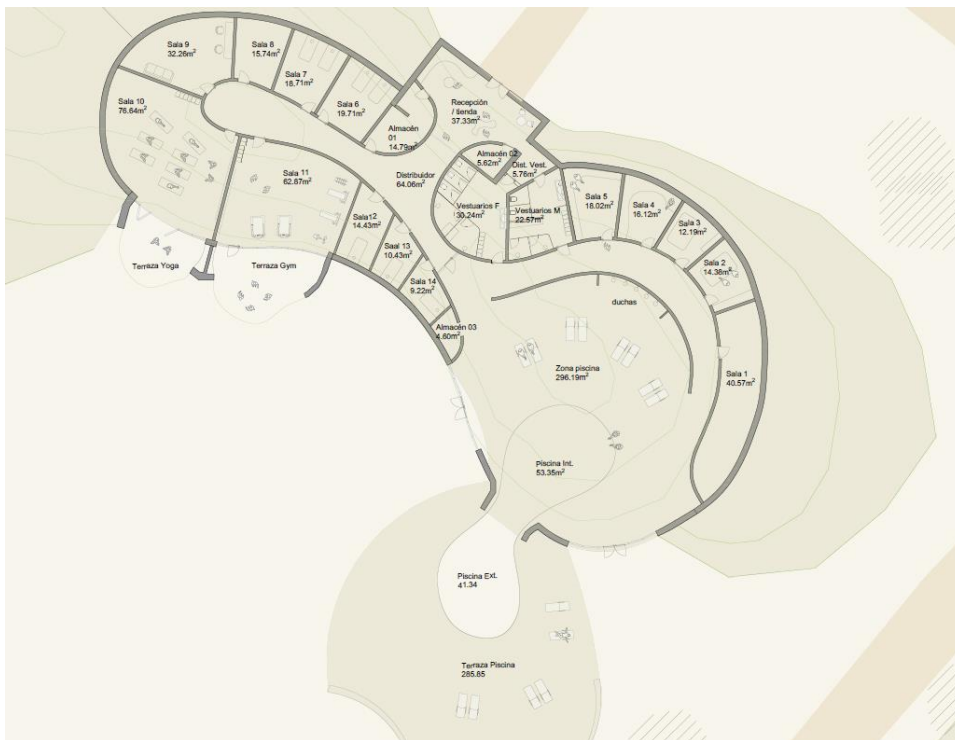 Sala 9
32.26m²
Sala 8
15.74m²
Sala 7
18.71m²
Sala 6
19.71m²
Sala 10
76.64m²
Almacén
01
14.79m²
Recepción
/ tienda
37.33m²
Almacén 02
5.62m²
Dist. Vest.
5.76m²
Distribuidor
64.06m²
Sala 11
62.87m²
Vestuarios F
30.24m²
Vestuarios M
22.57m²
Sala 5
18.02m²
Sala 4
16.12m²
Sala 3
12.19m²
Sala 2
14.38m²
Sala12
14.43m²
Saal 13
10.43m²
Sala 14
9.22m²
Terraza Yoga
Terraza Gym
Almacén 03
4.60m²
duchas
Zona piscina
296.19m²
Sala 1
40.57m²
Piscina Int.
53.35m²
Piscina Ext.
41.34
Terraza Piscina
285.85